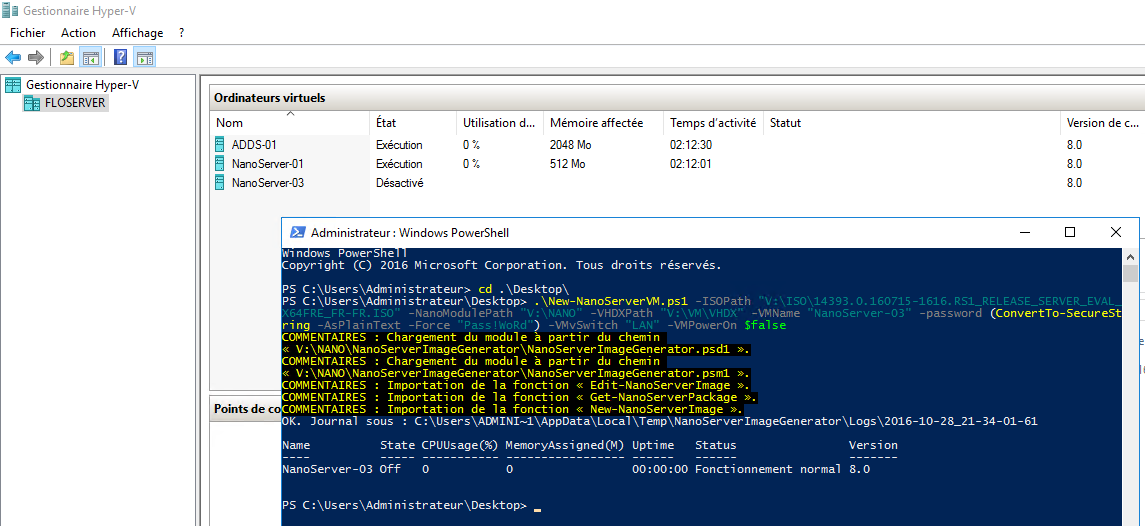 Gestionnaire Hyper-V
Fichier Action Affichage ?
Gestionnaire Hyper-V
FLOSERVER
Ordinateurs virtuels
Nom État Utilisation d... Mémoire affectée Temps d'activité Statut Version de c...
ADDS-01 Exécution 0 % 2048 Mo 02:12:30 8.0
NanoServer-01 Exécution 0 % 512 Mo 02:12:01 8.0
NanoServer-03 Désactivé 8.0
Points de co
Administrateur : Windows PowerShell
Windows PowerShell
Copyright (C) 2016 Microsoft Corporation. Tous droits réservés.
PS C:\Users\Administrateur> cd .\Desktop\
PS C:\Users\Administrateur\Desktop> .\New-NanoServerVM.ps1 -ISOPath "V:\ISO\14393.0.160715-1616.RS1_RELEASE_SERVER_EVAL_
X64FRE_FR-FR.ISO" -NanoModulePath "V:\NANO" -VHDXPath "V:\VM\VHDX" -VMName "NanoServer-03" -password (ConvertTo-SecureSt
ring -AsPlainText -Force "Pass!WoRd") -VMvSwitch "LAN" -VMPowerOn $false
COMMENTAIRES : Chargement du module à partir du chemin
« V:\NANO\NanoServerImageGenerator\NanoServerImageGenerator.psd1 ».
COMMENTAIRES : Chargement du module à partir du chemin
« V:\NANO\NanoServerImageGenerator\NanoServerImageGenerator.psm1 ».
COMMENTAIRES : Importation de la fonction « Edit-NanoServerImage ».
COMMENTAIRES : Importation de la fonction « Get-NanoServerPackage ».
COMMENTAIRES : Importation de la fonction « New-NanoServerImage ».
OK. Journal sous : C:\Users\ADMINI~1\AppData\Local\Temp\NanoServerImageGenerator\Logs\2016-10-28_21-34-01-61
Name State CPUUsage(%) MemoryAssigned(M) Uptime Status Version
---- ----- ----------- ----------------- ------ ------ -------
NanoServer-03 Off 0 0 00:00:00 Fonctionnement normal 8.0
PS C:\Users\Administrateur\Desktop> _